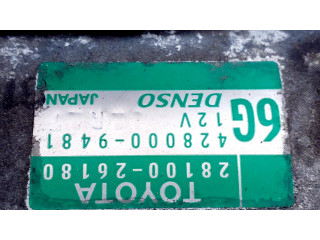 TOYOTA
28100-26180
428000-9481
6G 12V
DENSO JAPAN